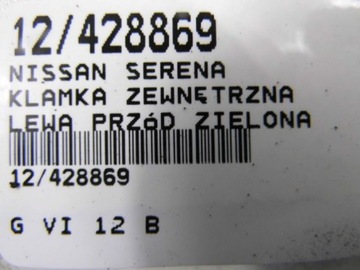 12/428869
NISSAN SERENA
KLAMKA ZEWNĘTRZNA
LEWA PRZóD ZIELONA
12/428869
G VI 12 B